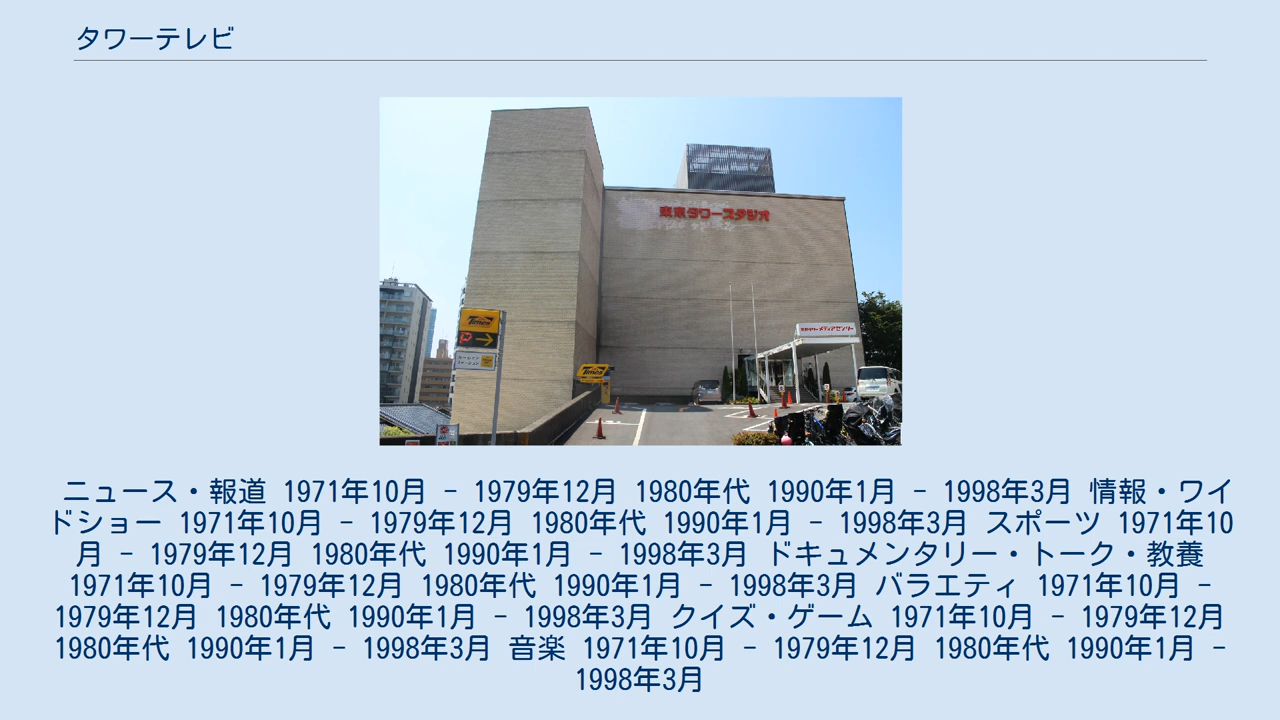 タワーテレビ
東京タワースタジオ
Times
Times
ニュース・報道 1971年10月 - 1979年12月 1980年代 1990年1月 - 1998年3月 情報・ワイ
ドショー 1971年10月 - 1979年12月 1980年代 1990年1月 - 1998年3月 スポーツ 1971年10
月 - 1979年12月 1980年代 1990年1月 - 1998年3月 ドキュメンタリー・トーク・教養
1971年10月 - 1979年12月 1980年代 1990年1月 - 1998年3月 バラエティ 1971年10月 -
1979年12月 1980年代 1990年1月 - 1998年3月 クイズ・ゲーム 1971年10月 - 1979年12月
1980年代 1990年1月 - 1998年3月 音楽 1971年10月 - 1979年12月 1980年代 1990年1月 -
1998年3月